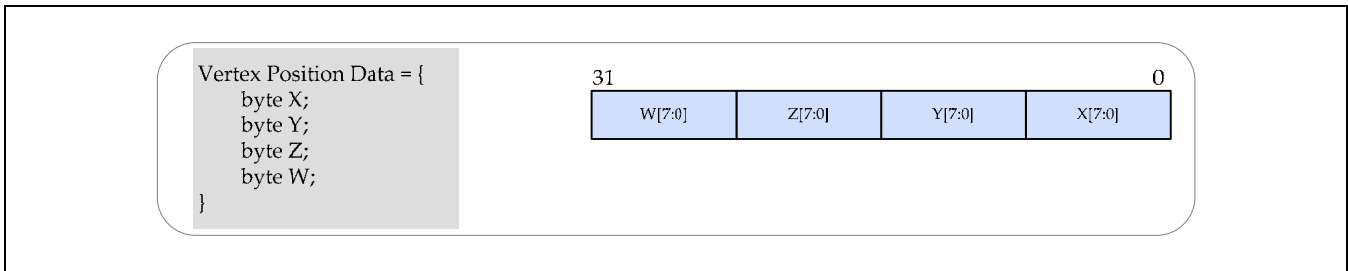 Vertex Position Data = {
byte X;
byte Y;
byte Z;
byte W;
}
31 0
W[7:0] Z[7:0] Y[7:0] X[7:0]